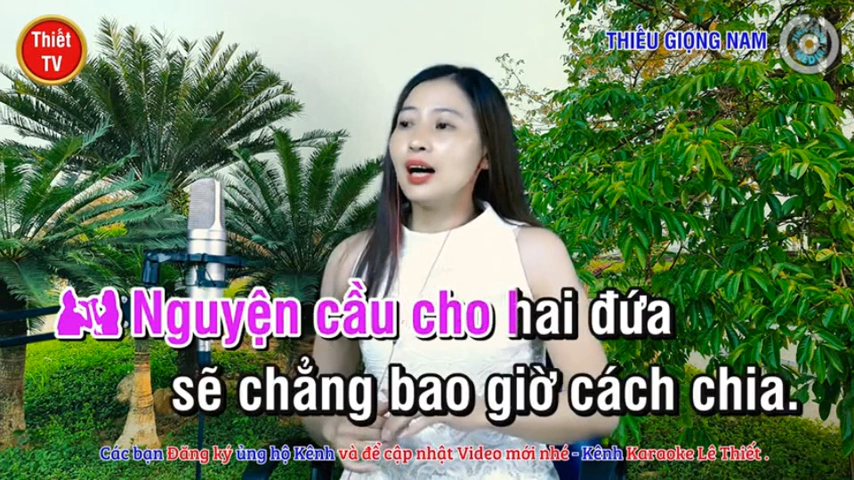 Thiết
TV
THIẾU GIỌNG NAM
Nguyện cầu cho hai đứa
sẽ chẳng bao giờ cách chia.
Các bạn Đăng ký ủng hộ Kênh và để cập nhật Video mới nhé - Kênh Karaoke Lê Thiết .